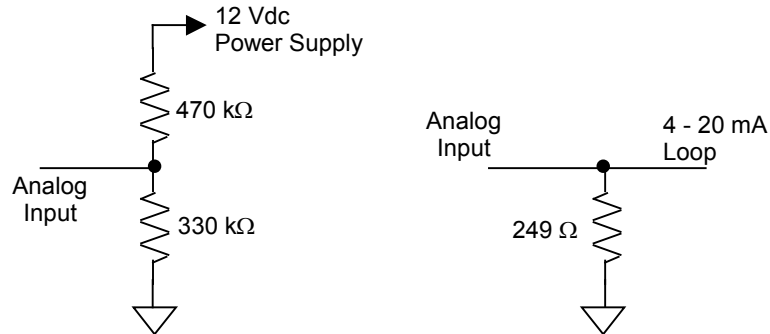 12 Vdc
Power Supply
470 kΩ
Analog
Input
330 kΩ
Analog
Input
4 - 20 mA
Loop
249 Ω